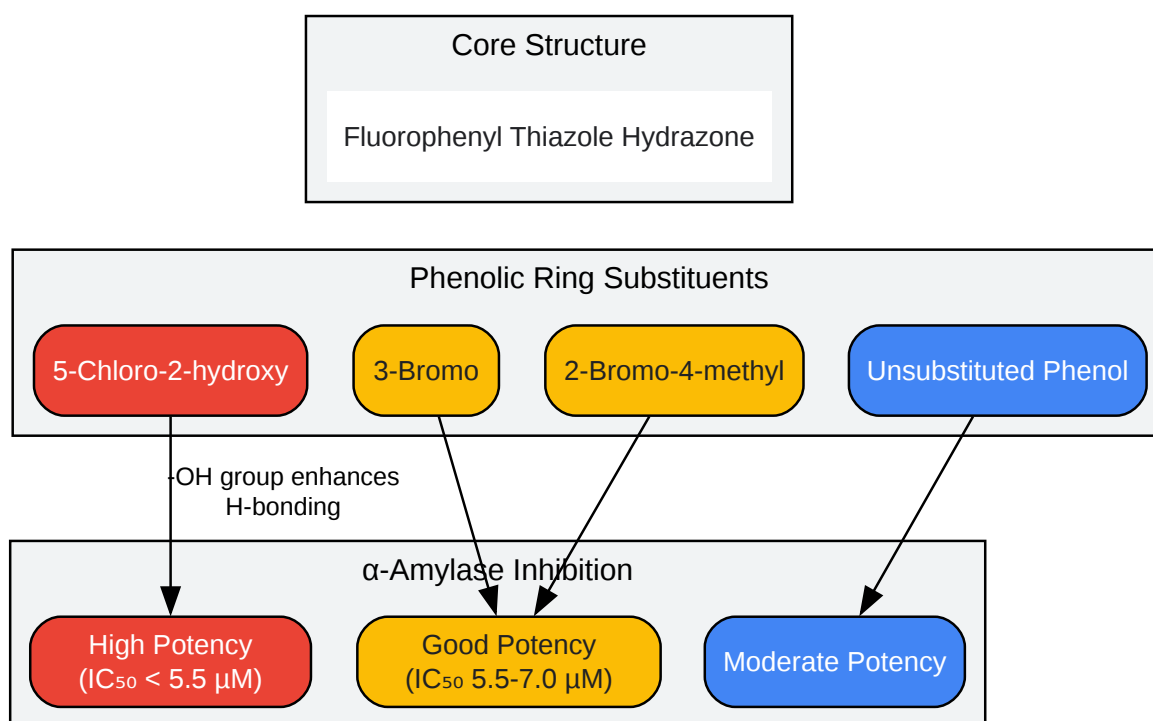 Core Structure
Fluorophenyl Thiazole Hydrazone
Phenolic Ring Substituents
5-Chloro-2-hydroxy
3-Bromo
2-Bromo-4-methyl
Unsubstituted Phenol
-OH group enhances
H-bonding
α-Amylase Inhibition
High Potency
(IC₅₀ < 5.5 µM)
Good Potency
(IC₅₀ 5.5-7.0 µM)
Moderate Potency